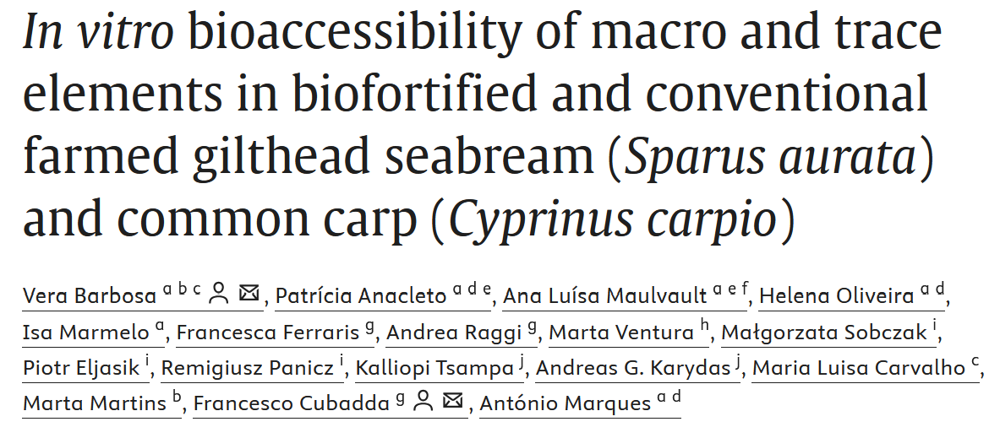 In vitro bioaccessibility of macro and trace
elements in biofortified and conventional
farmed gilthead seabream (Sparus aurata)
and common carp (Cyprinus carpio)
Vera Barbosa a b c, Patrícia Anacleto a d e, Ana Luísa Maulvault a e f, Helena Oliveira a d,
Isa Marmelo a, Francesca Ferraris g, Andrea Raggi g, Marta Ventura h, Małgorzata Sobczak i,
Piotr Eljasik i, Remigiusz Panicz i, Kalliopi Tsampa j, Andreas G. Karydas j, Maria Luisa Carvalho c,
Marta Martins b, Francesco Cubadda g, António Marques a d